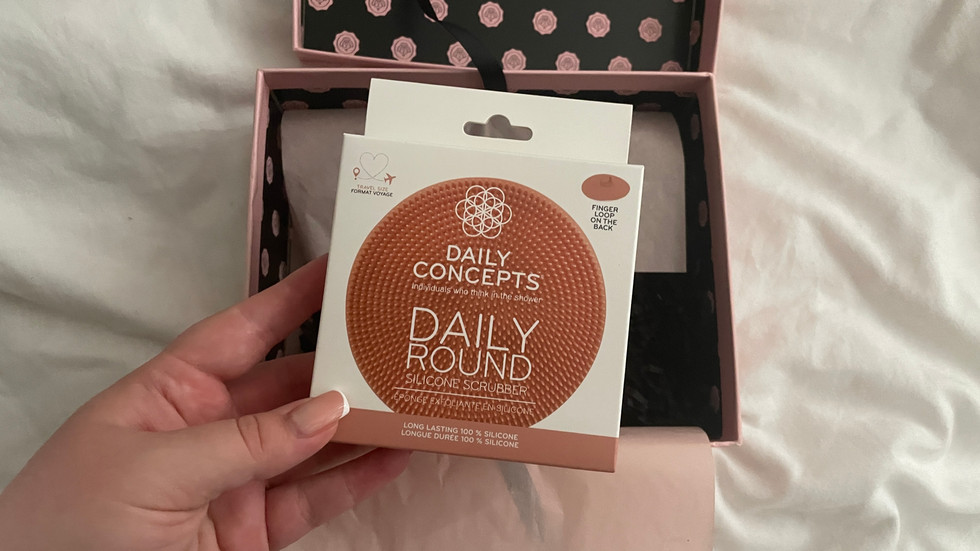 TRAVEL SIZE
FORMAT VOYAGE
FINGER
LOOP
ON THE
BACK
DAILY
CONCEPTS
Individuals who think in the shower
DAILY
ROUND
SILICONE SCRUBBER
ÉPONGE EXFOLIANTE EN SILICONE
LONG LASTING 100 % SILICONE
LONGUE DURÉE 100 % SILICONE